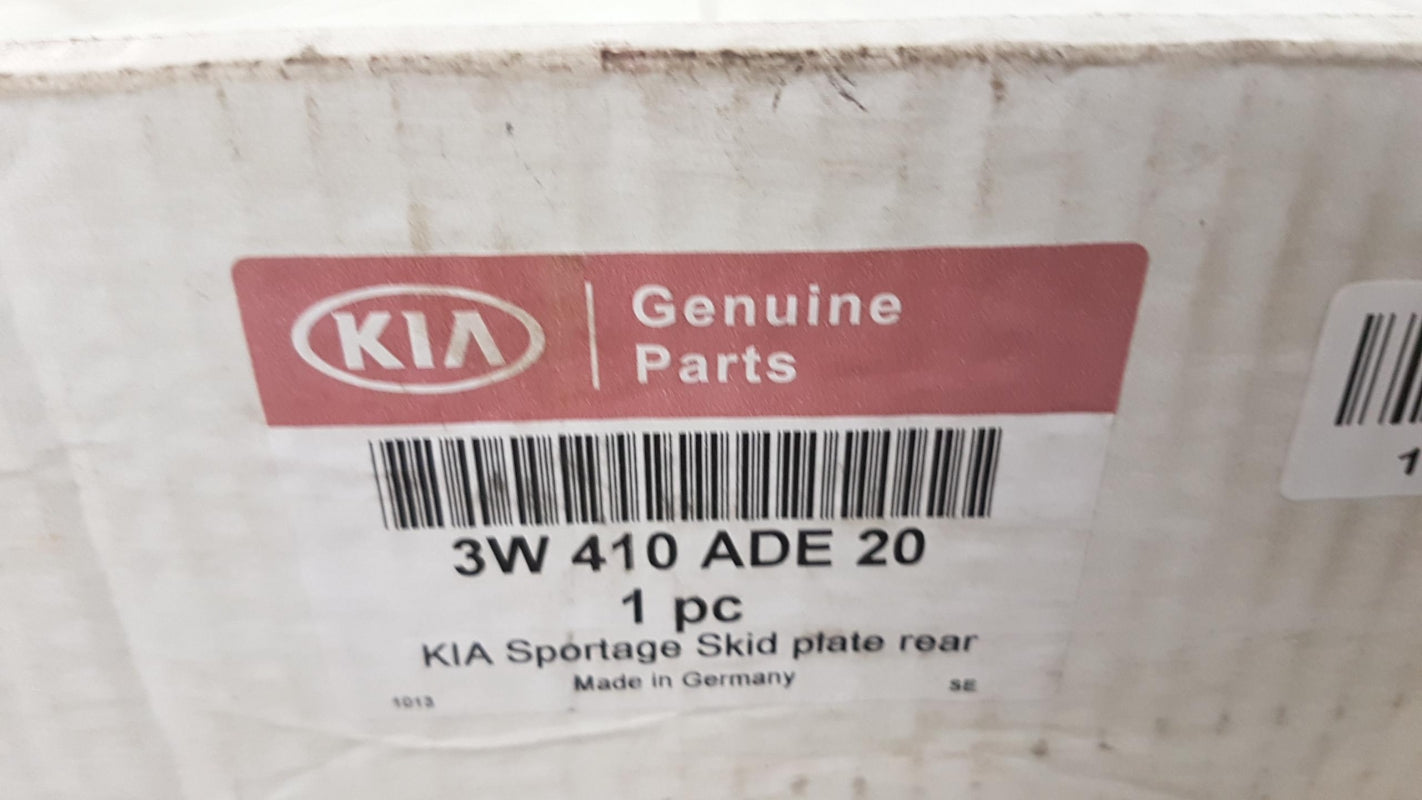 KIA
Genuine
Parts
3W 410 ADE 20
1 pc
KIA Sportage Skid plate rear
Made in Germany
1013
SE
1